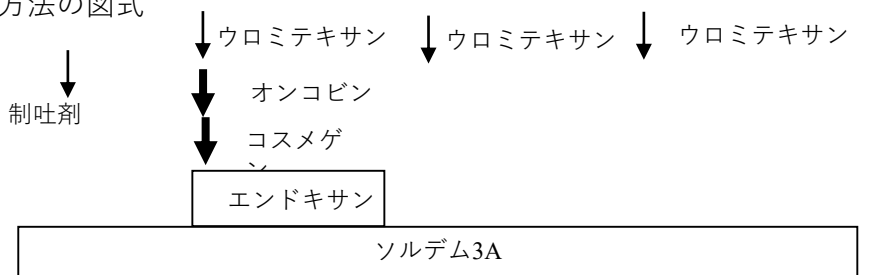 方法の図式
ウロミテキサン
ウロミテキサン
ウロミテキサン
制吐剤
オンコビン
コスメゲ
ン
エンドキサン
ソルデム3A